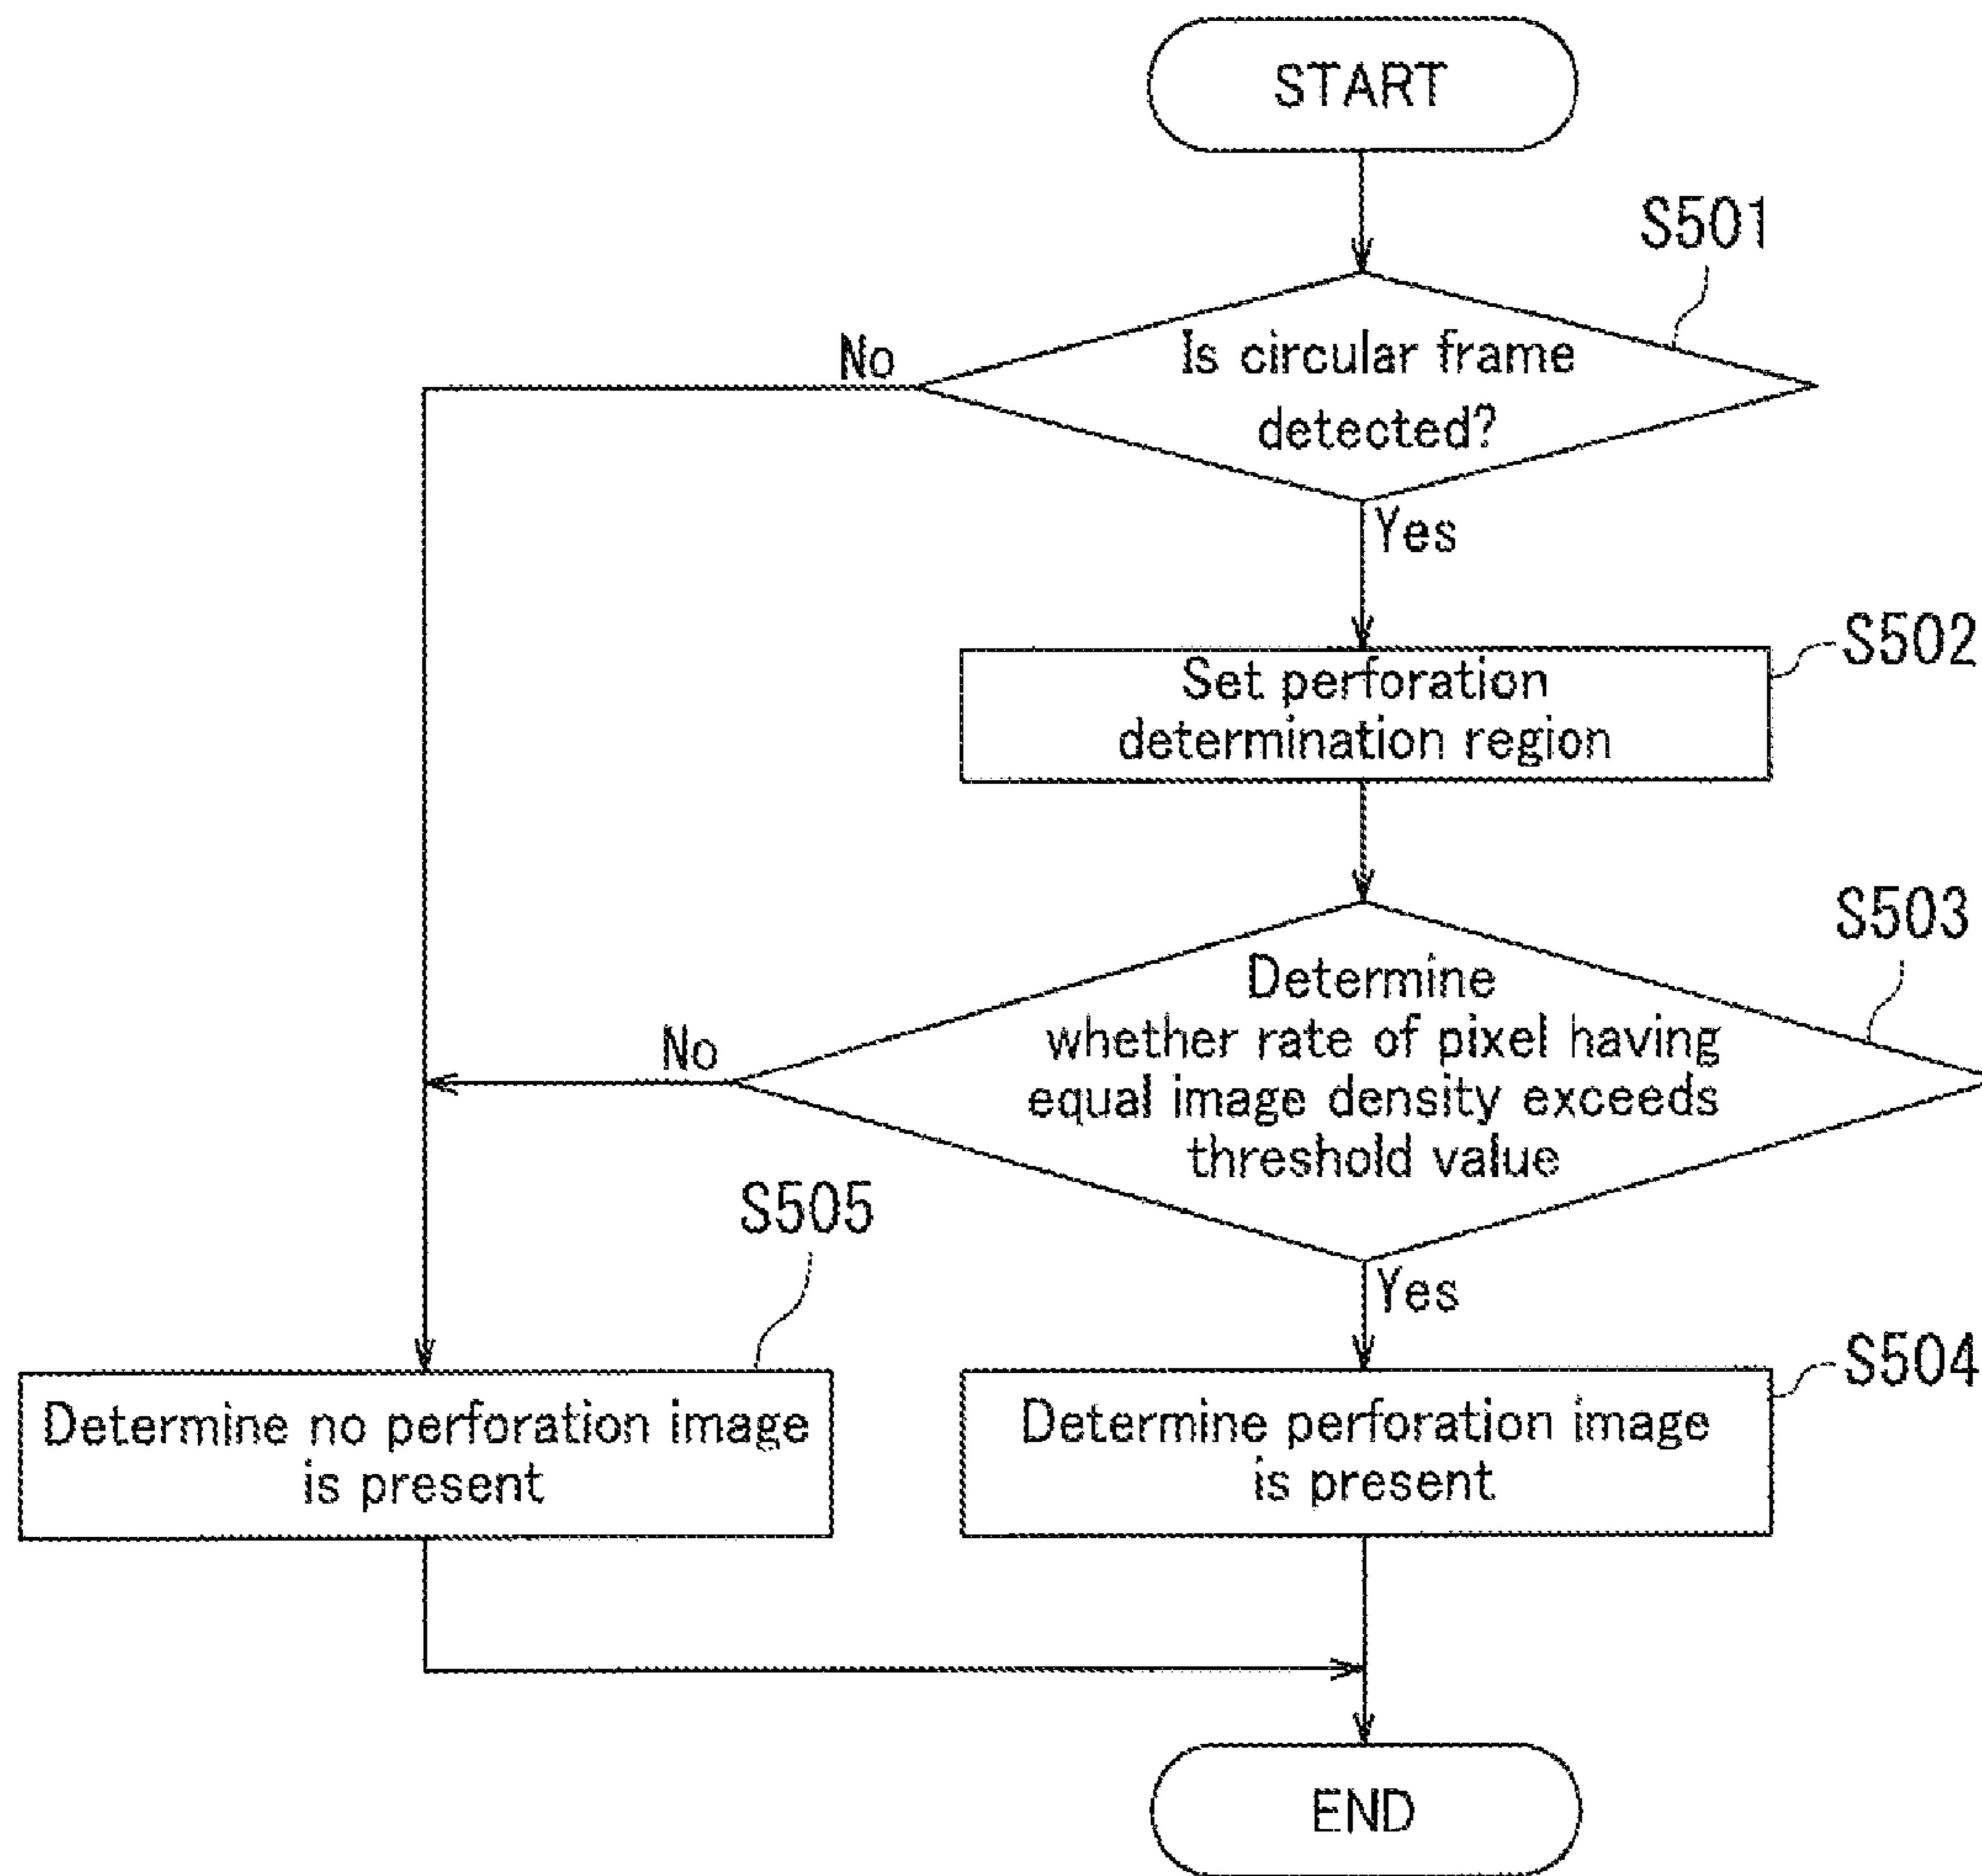 START
S501
Is circular frame
detected?
No
Yes
S502
Set perforation
determination region
S503
Determine
whether rate of pixel having
equal image density exceeds
threshold value
No
Yes
S505
Determine no perforation image
is present
S504
Determine perforation image
is present
END